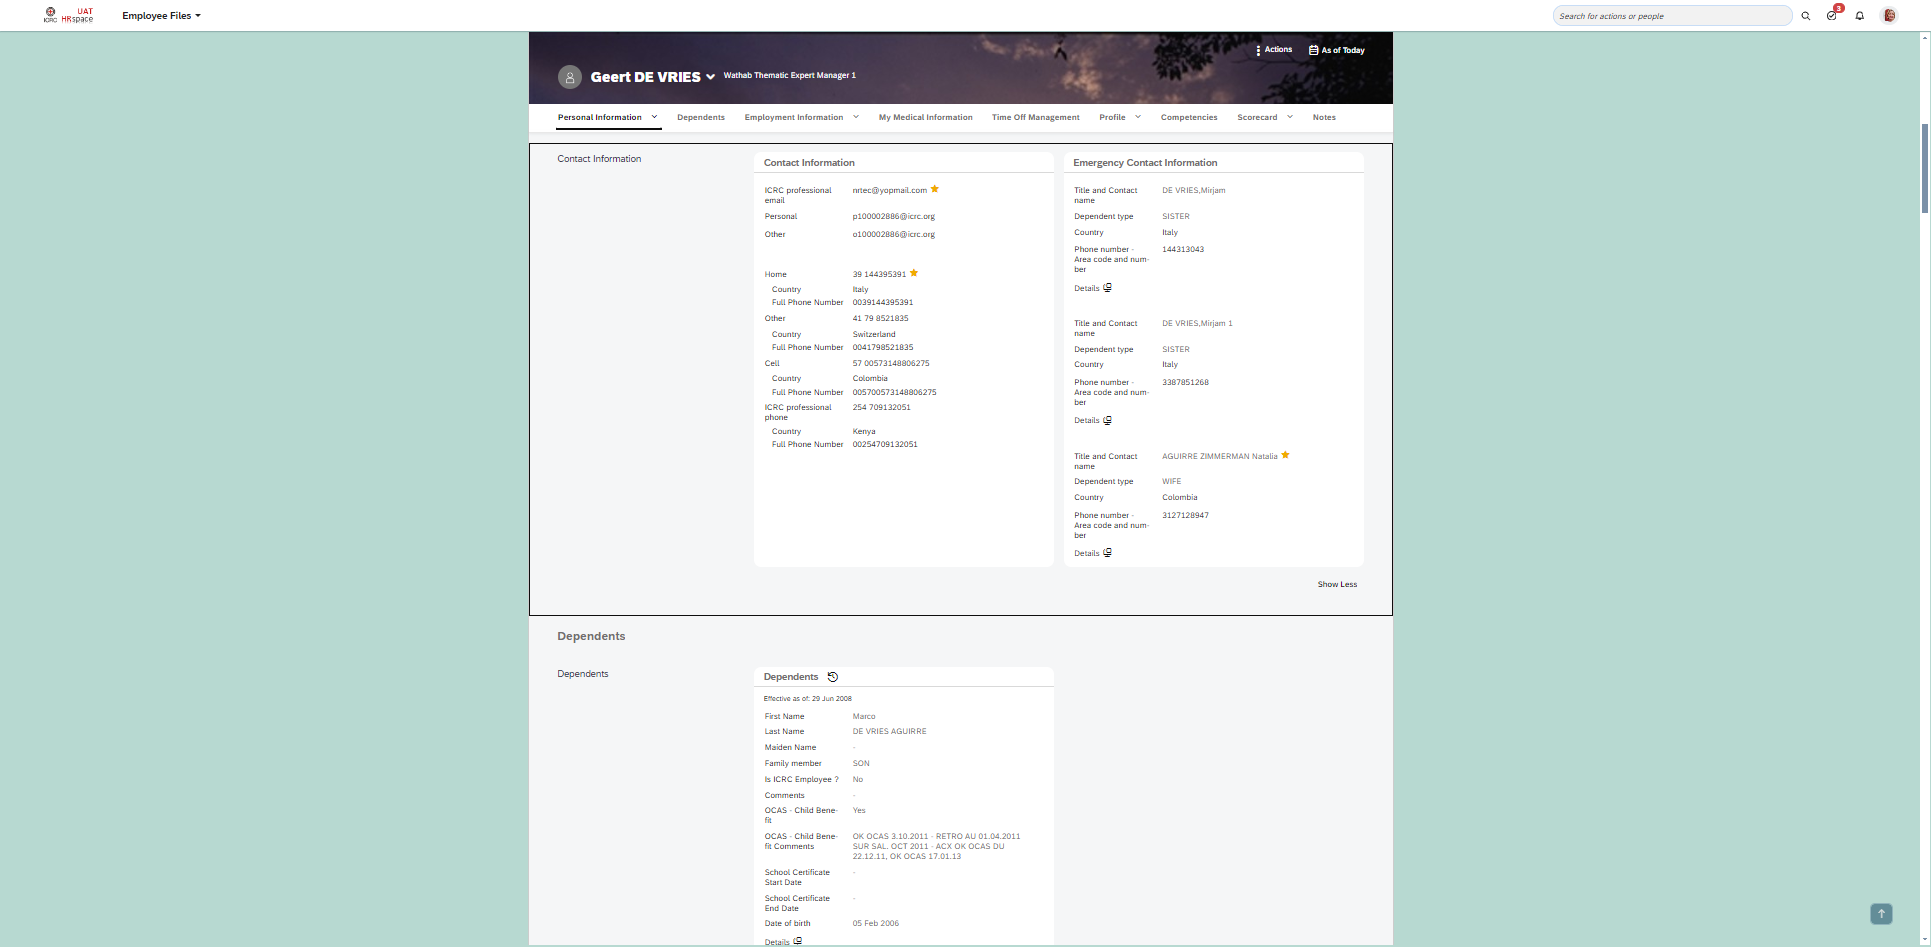 ICRC UAT HRspace
Employee Files
Search for actions or people
3
Actions
As of Today
Geert DE VRIES
Wathab Thematic Expert Manager 1
Personal Information
Dependents
Employment Information
My Medical Information
Time Off Management
Profile
Competencies
Scorecard
Notes
Contact Information
Contact Information
ICRC professional
email
nrtec@yopmail.com
Personal
p100002886@icrc.org
Other
o100002886@icrc.org
Home
39 144395391
Country
Italy
Full Phone Number
0039144395391
Other
41 79 8521835
Country
Switzerland
Full Phone Number
0041798521835
Cell
57 00573148806275
Country
Colombia
Full Phone Number
005700573148806275
ICRC professional
phone
254 709132051
Country
Kenya
Full Phone Number
00254709132051
Emergency Contact Information
Title and Contact
name
DE VRIES,Mirjam
Dependent type
SISTER
Country
Italy
Phone number -
Area code and num-
ber
144313043
Details
Title and Contact
name
DE VRIES,Mirjam 1
Dependent type
SISTER
Country
Italy
Phone number -
Area code and num-
ber
3387851268
Details
Title and Contact
name
AGUIRRE ZIMMERMAN Natalia
Dependent type
WIFE
Country
Colombia
Phone number -
Area code and num-
ber
3127128947
Details
Show Less
Dependents
Dependents
Dependents
Effective as of: 29 Jun 2008
First Name
Marco
Last Name
DE VRIES AGUIRRE
Maiden Name
-
Family member
SON
Is ICRC Employee ?
No
Comments
-
OCAS - Child Bene-
fit
Yes
OCAS - Child Bene-
fit Comments
OK OCAS 3.10.2011 - RETRO AU 01.04.2011
SUR SAL. OCT 2011 - ACX OK OCAS DU
22.12.11, OK OCAS 17.01.13
School Certificate
Start Date
-
School Certificate
End Date
-
Date of birth
05 Feb 2006
Details